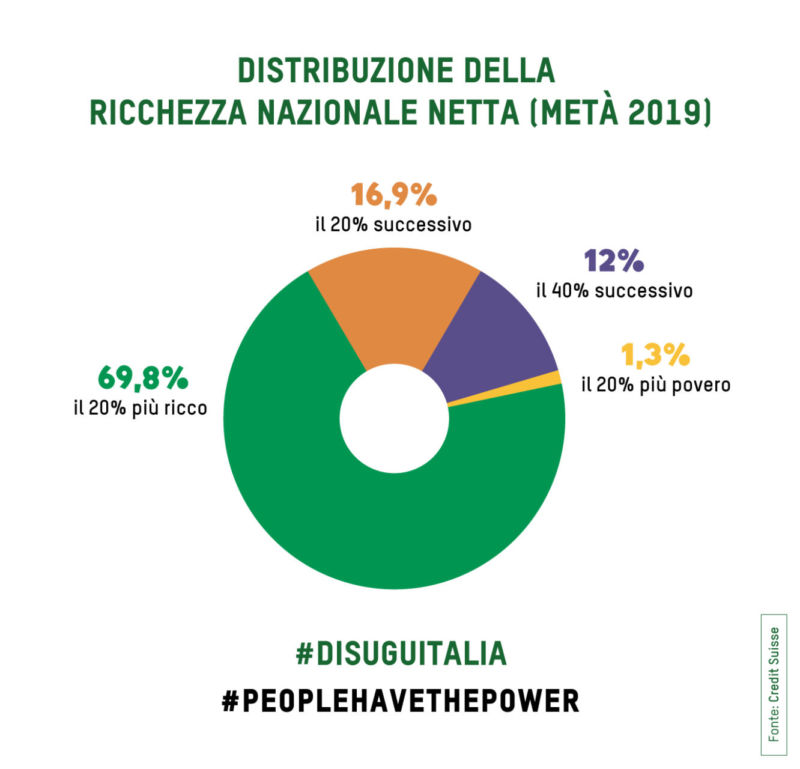 DISTRIBUZIONE DELLA
RICCHEZZA NAZIONALE NETTA (METÀ 2019)
16,9%
il 20% successivo
12%
il 40% successivo
1,3%
il 20% più povero
69,8%
il 20% più ricco
#DISUGUITALIA
#PEOPLEHAVETHEPOWER
Fonte: Credit Suisse